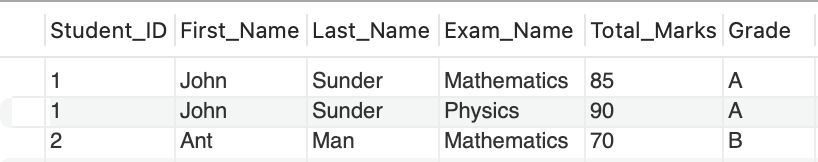 Student_ID First_Name Last_Name Exam_Name Total_Marks Grade
1 John Sunder Mathematics 85 A
1 John Sunder Physics 90 A
2 Ant Man Mathematics 70 B